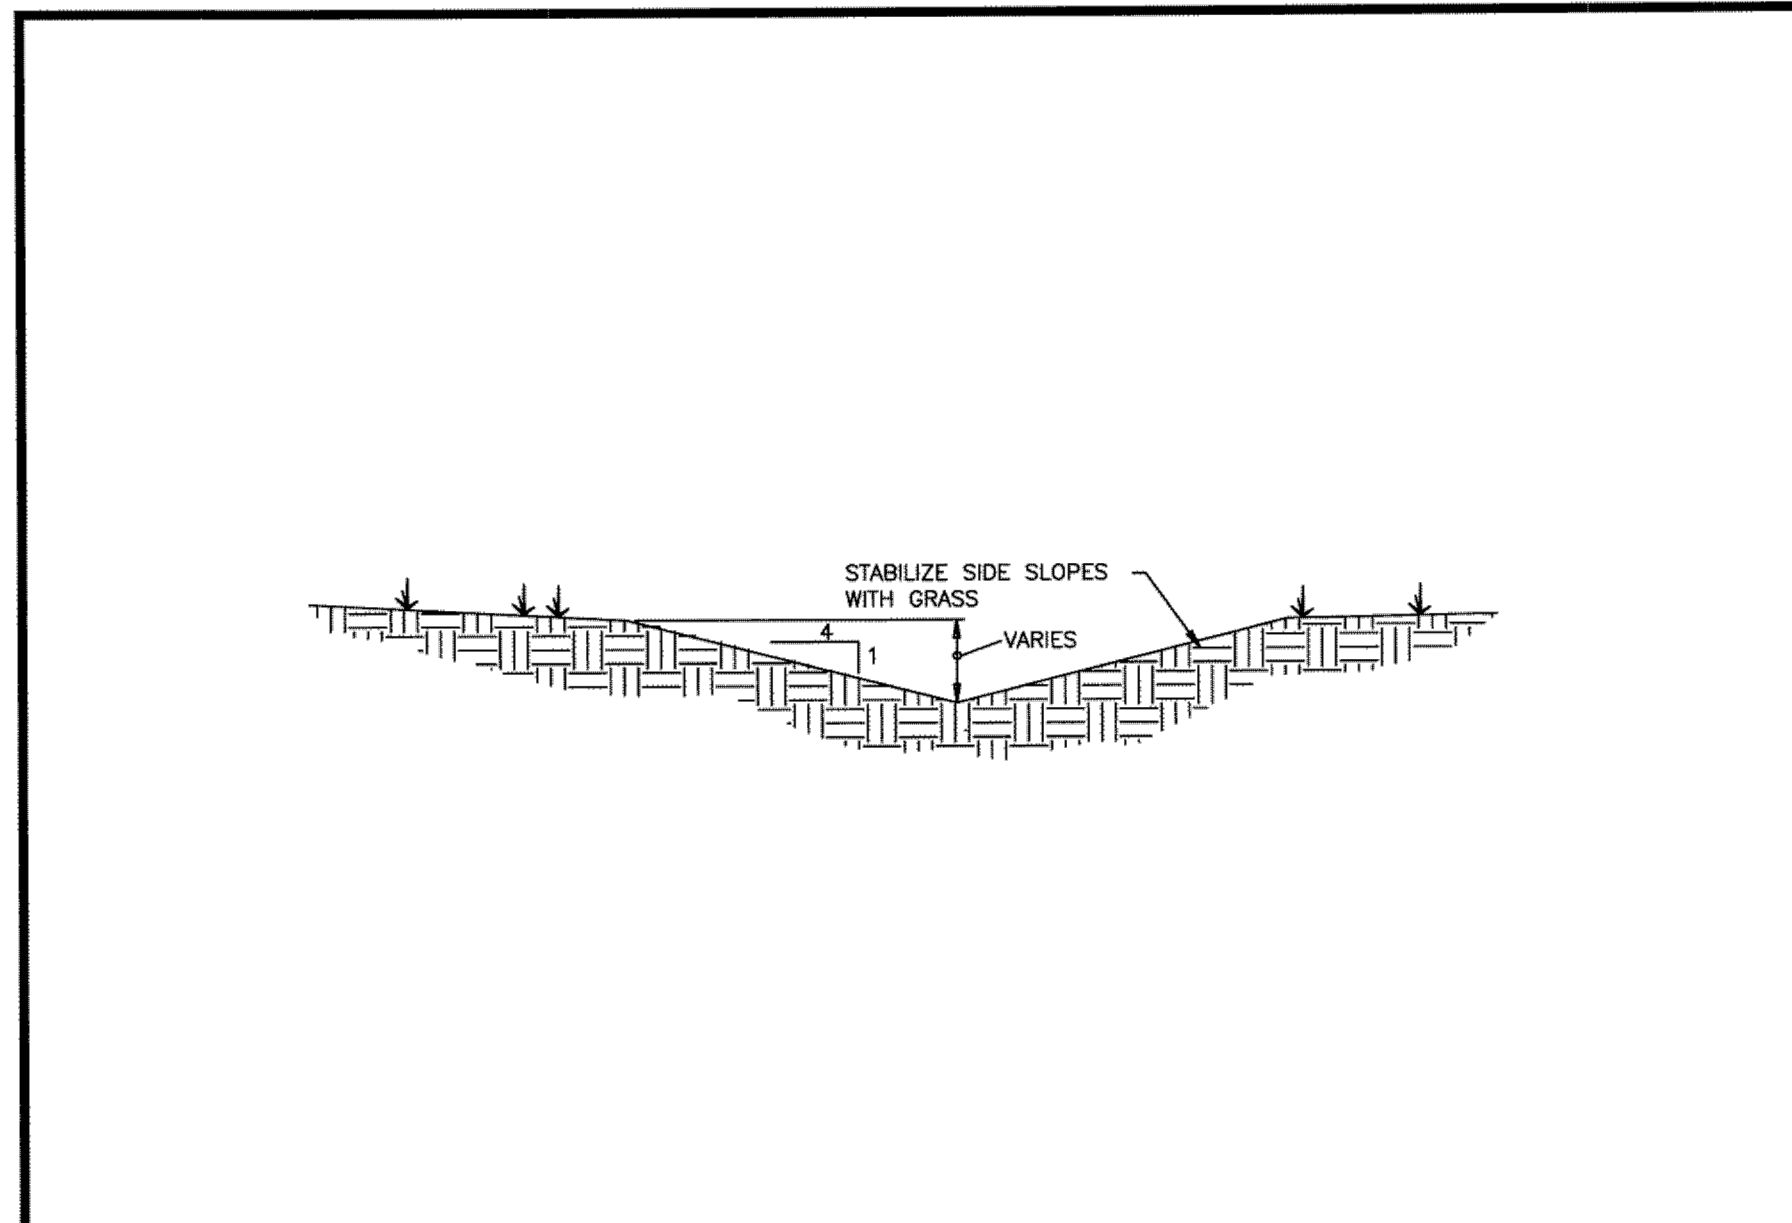 STABILIZE SIDE SLOPES
WITH GRASS
4
1
VARIES